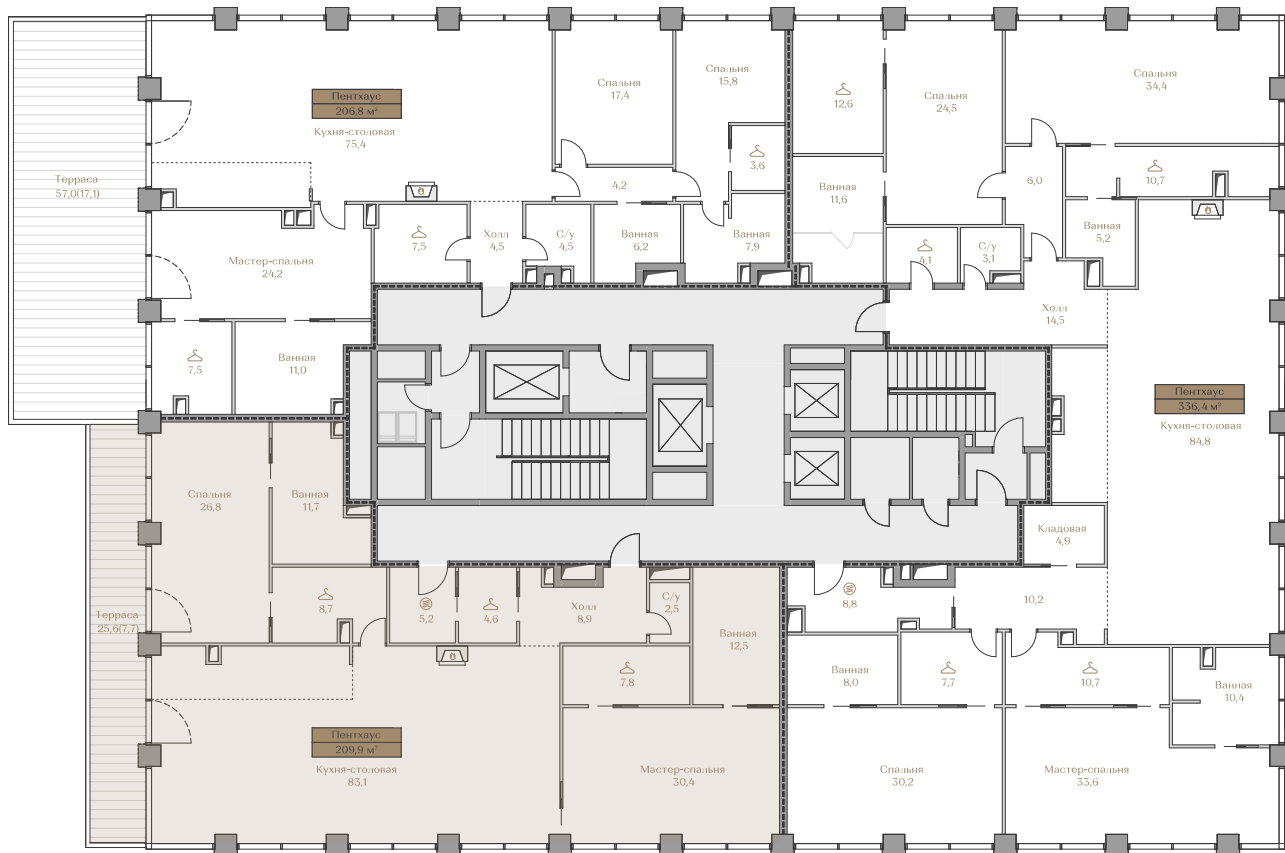 Пентхаус
206,8 м²
Кухня-столовая
75,4
Спальня
17,4
Спальня
15,8
3,6
4,2
Терраса
57,0(17,1)
Мастер-спальня
24,2
7,5
Холл
4,5
С/у
4,5
Ванная
6,2
Ванная
7,9
7,5
Ванная
11,0
12,6
Спальня
24,5
Спальня
34,4
Ванная
11,6
6,0
10,7
Ванная
5,2
4,1
С/у
3,1
Холл
14,5
Пентхаус
336,4 м²
Кухня-столовая
84,8
Кладовая
4,9
8,8
10,2
Ванная
8,0
7,7
10,7
Ванная
10,4
Спальня
30,2
Мастер-спальня
33,6
Спальня
26,8
Ванная
11,7
Терраса
25,6(7,7)
8,7
5,2
4,6
Холл
8,9
С/у
2,5
Ванная
12,5
7,8
Пентхаус
209,9 м²
Кухня-столовая
83,1
Мастер-спальня
30,4